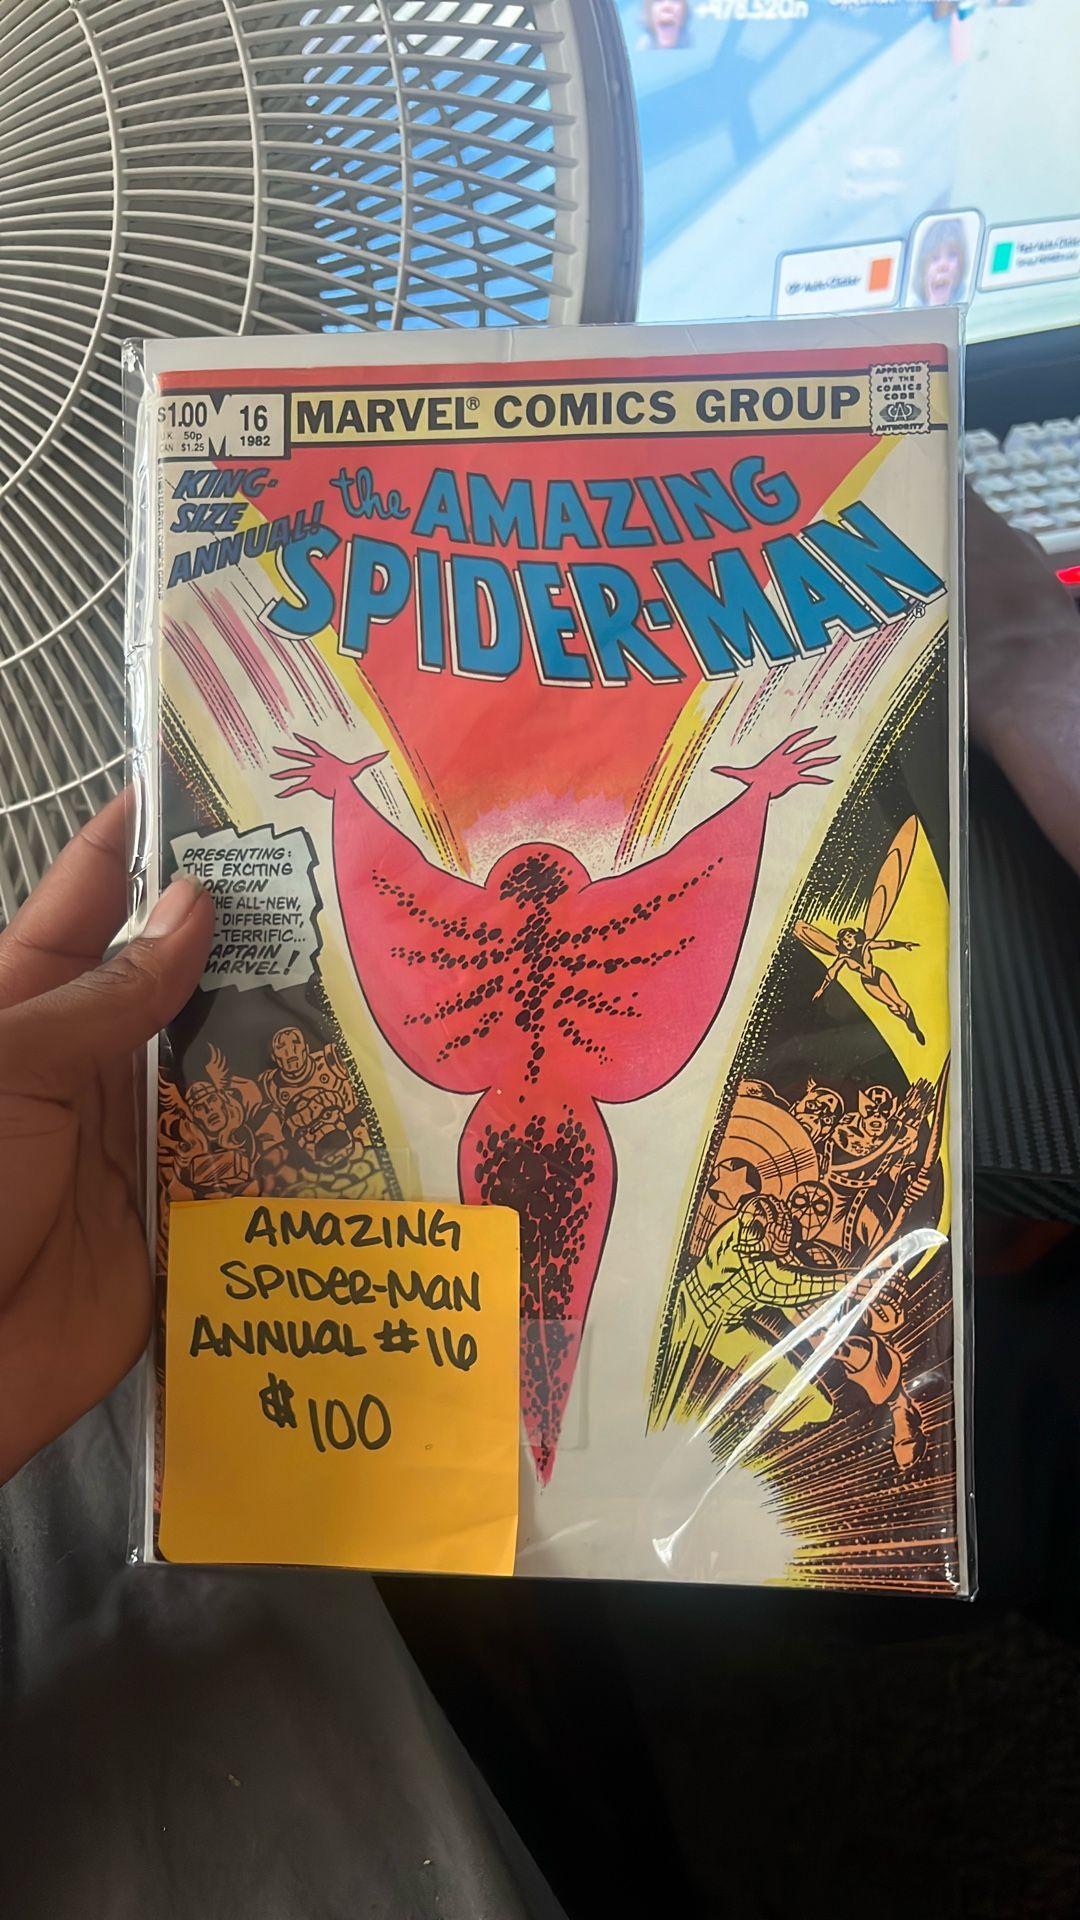 $1.00
U.K. 50p
CAN $1.25
M
16
1982
MARVEL® COMICS GROUP
APPROVED
BY THE
COMICS
CODE
CA
AUTHORITY
KING-
SIZE
ANNUAL!
the AMAZING
SPIDER-MAN®
PRESENTING:
THE EXCITING
ORIGIN
THE ALL-NEW,
- DIFFERENT,
-TERRIFIC...
APTAIN
MARVEL!
AMAZING
SPIDER-MAN
ANNUAL #16
$100